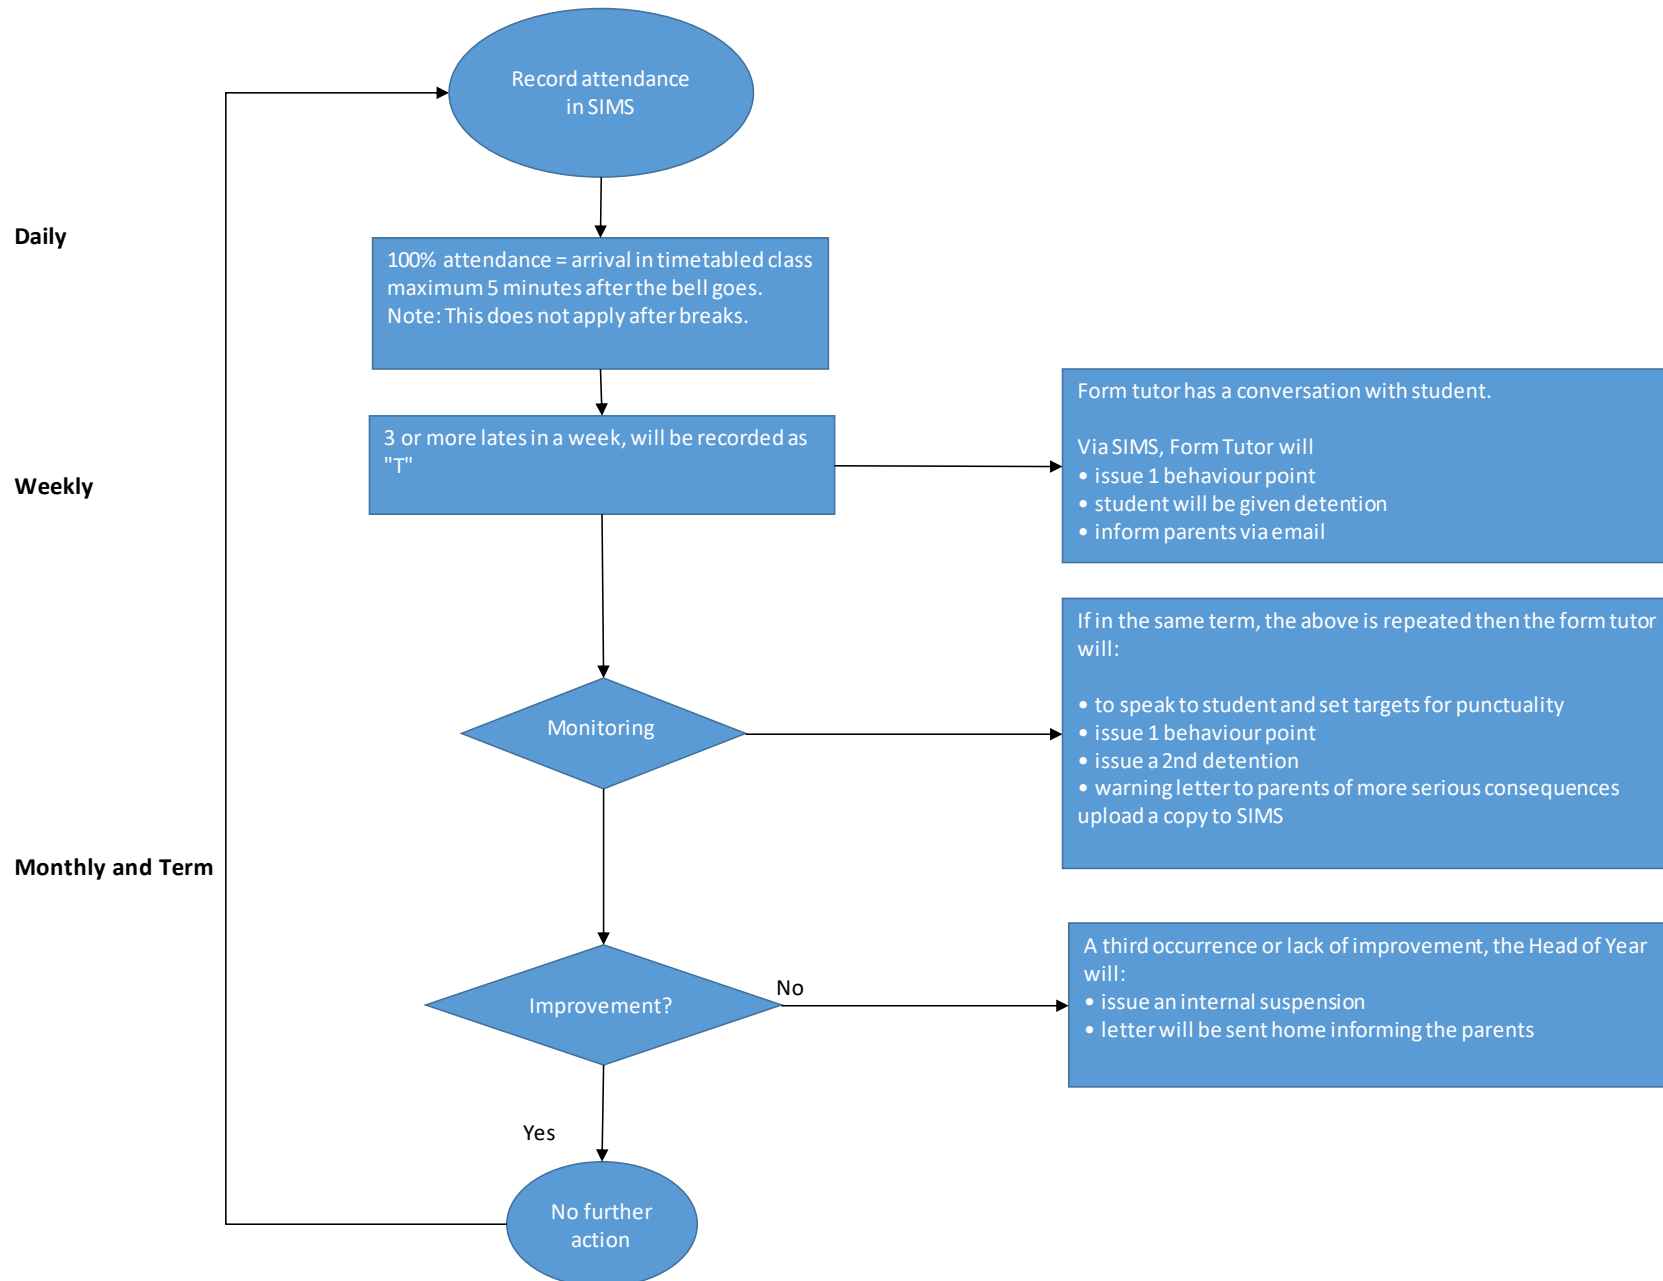 Record attendance
in SIMS
Daily
100% attendance = arrival in timetabled class
maximum 5 minutes after the bell goes.
Note: This does not apply after breaks.
3 or more lates in a week, will be recorded as
"T"
Weekly
Form tutor has a conversation with student.
Via SIMS, Form Tutor will
• issue 1 behaviour point
• student will be given detention
• inform parents via email
Monitoring
If in the same term, the above is repeated then the form tutor
will:
• to speak to student and set targets for punctuality
• issue 1 behaviour point
• issue a 2nd detention
• warning letter to parents of more serious consequences
upload a copy to SIMS
Monthly and Term
Improvement?
No
A third occurrence or lack of improvement, the Head of Year
will:
• issue an internal suspension
• letter will be sent home informing the parents
Yes
No further
action